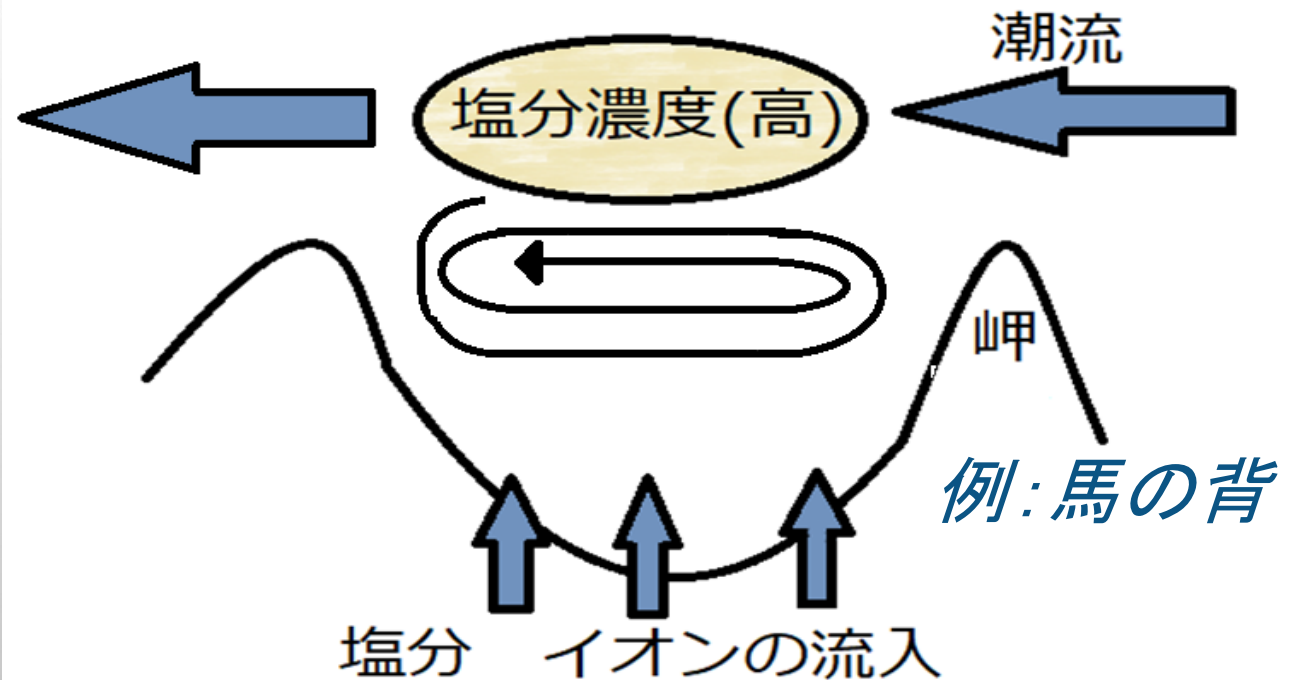 潮流
塩分濃度(高)
岬
例:馬の背
塩分 イオンの流入